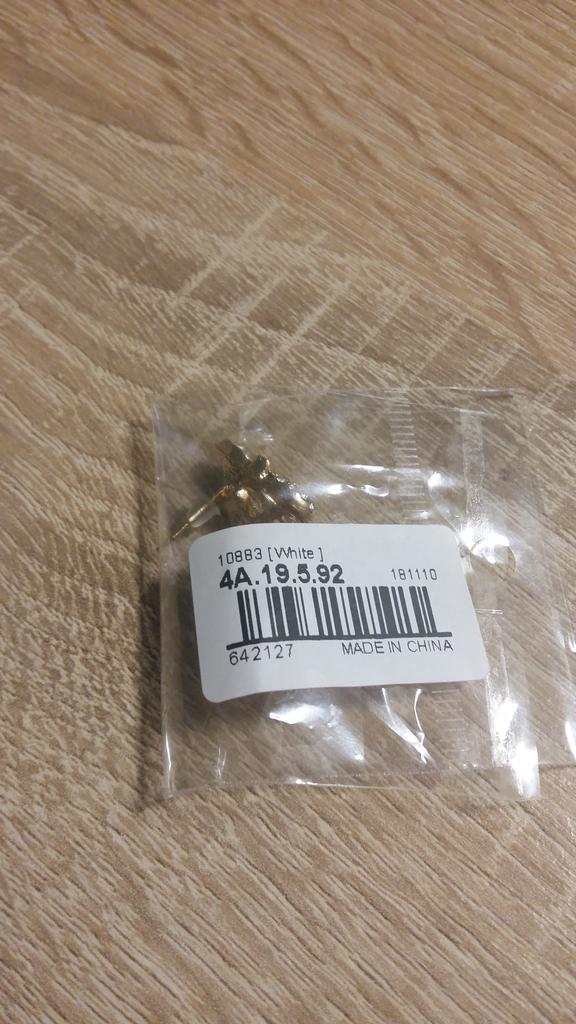 10883 [White]
4A.19.5.92 181110
642127 MADE IN CHINA